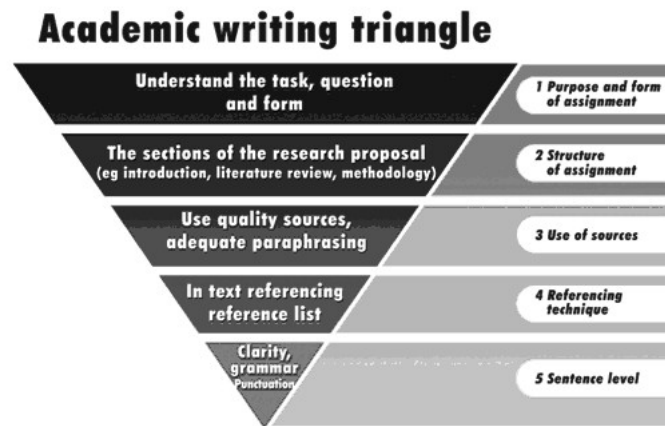 Academic writing triangle
Understand the task, question
and form
1 Purpose and form
of assignment
The sections of the research proposal
(eg introduction, literature review, methodology)
2 Structure
of assignment
Use quality sources,
adequate paraphrasing
3 Use of sources
In text referencing
reference list
4 Referencing
technique
Clarity,
grammar
Punctuation
5 Sentence level